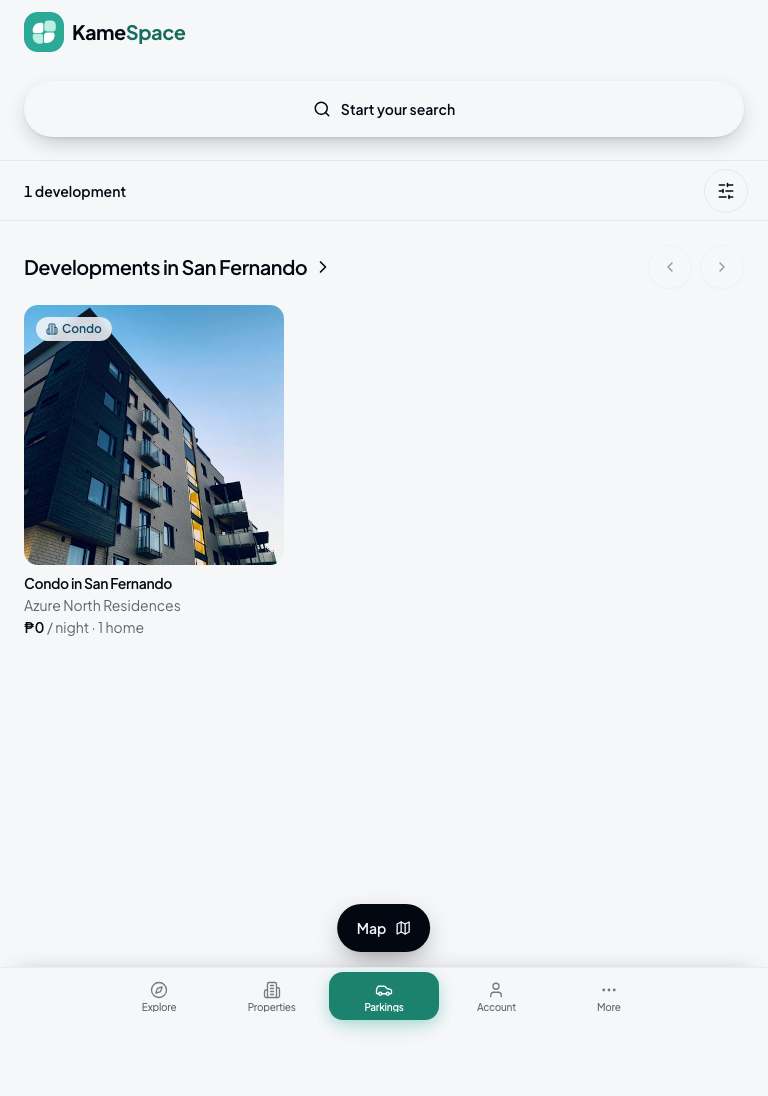 KameSpace
Start your search
1 development
Developments in San Fernando
Condo
Condo in San Fernando
Azure North Residences
₱0 / night · 1 home
Map
Explore
Properties
Parkings
Account
More